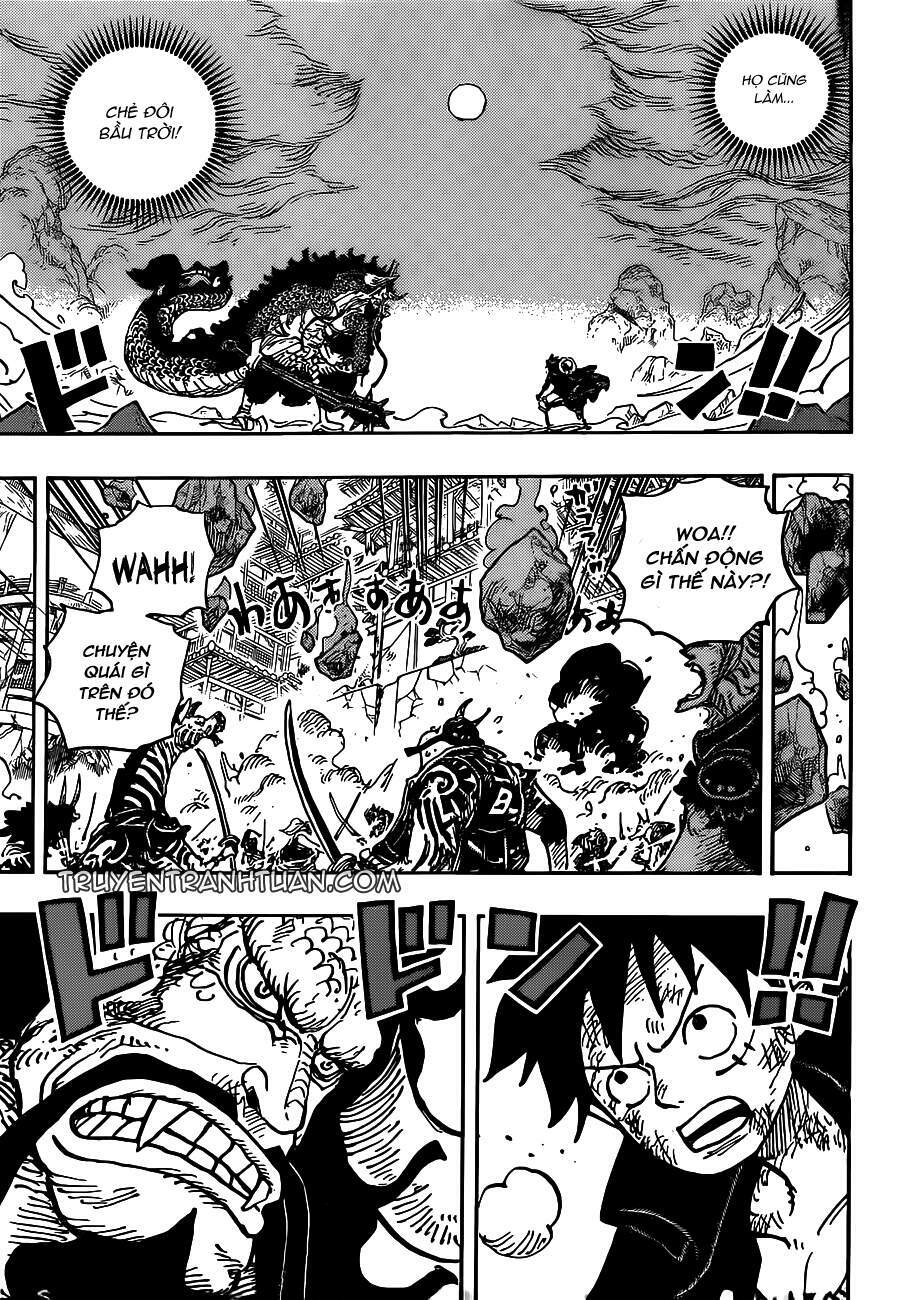 HỌ CŨNG
LÀM...
CHẺ ĐÔI
BẦU TRỜI!
ドン!!
WOA!!
CHẤN ĐỘNG
GÌ THẾ NÀY?!
わあああああ
WAHH!
CHUYỆN
QUÁI GÌ
TRÊN ĐÓ
THẾ?
B
TRUYENTRANHTUAN.COM
ドドン!!